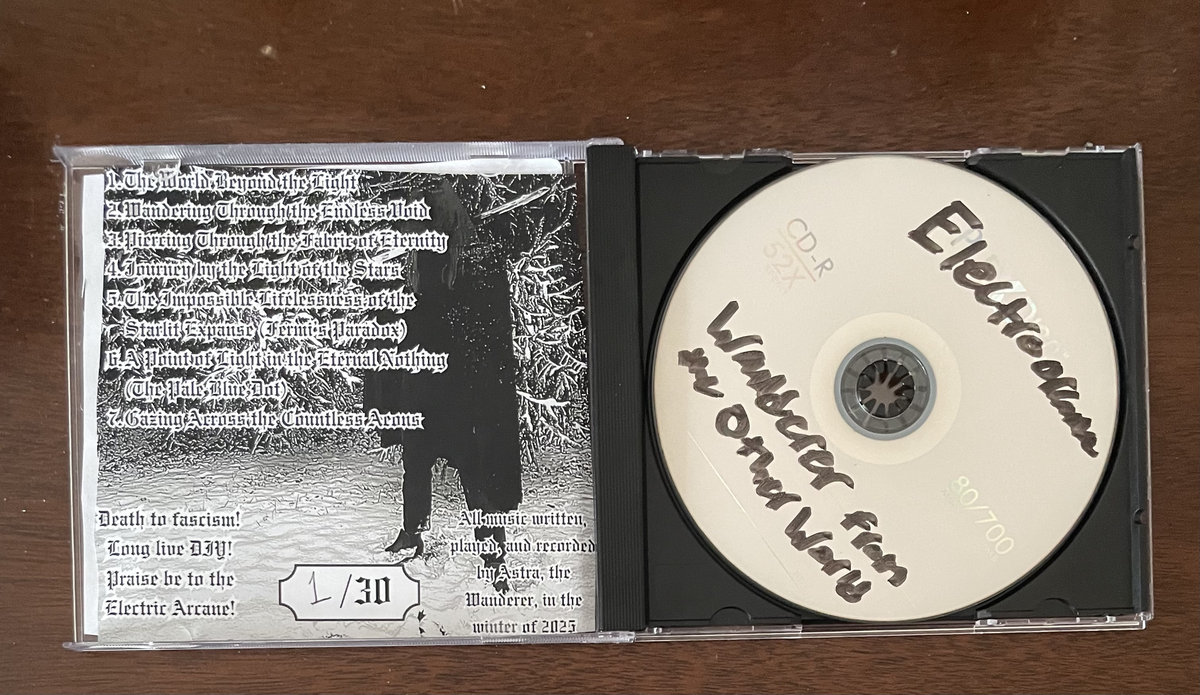 1. The World Beyond the Light
2. Wandering Through the Endless Void
3. Piercing Through the Fabric of Eternity
4. Journey by the Light of the Stars
5. The Impossible Lifelessness of the
Starlit Expanse (Fermi's Paradox)
6. A Point of Light in the Eternal Nothing
(The Pale Blue Dot)
7. Gazing Across the Countless Aeons
Death to fascism!
Long live DIY!
Praise be to the
Electric Arcane!
1/30
All music written,
played, and recorded
by Astra, the
Wanderer, in the
winter of 2025
CD-R
52X
80/700
Wanderer from
the Other World